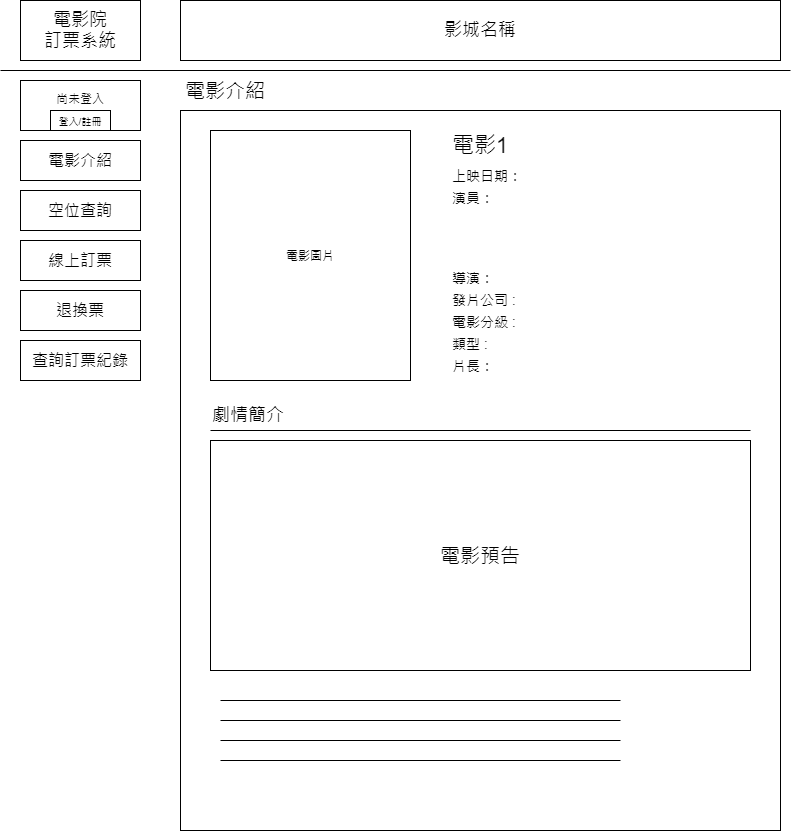 電影院
訂票系統
影城名稱
尚未登入
登入/註冊
電影介紹
空位查詢
線上訂票
退換票
查詢訂票紀錄
電影介紹
電影圖片
電影1
上映日期：
演員：
導演：
發片公司 :
電影分級 :
類型 :
片長：
劇情簡介
電影預告